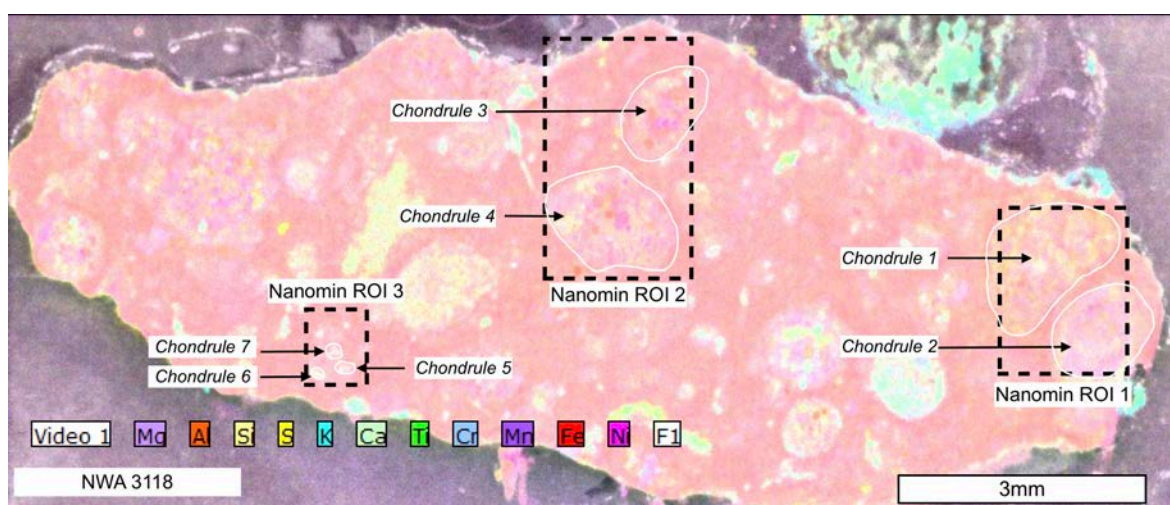 Chondrule 3
Chondrule 4
Chondrule 1
Nanomin ROI 3
Nanomin ROI 2
Chondrule 7
Chondrule 5
Chondrule 2
Chondrule 6
Nanomin ROI 1
Video 1 Mg Al Si S K Ca Ti Cr Mn Fe Ni F1
NWA 3118
3mm